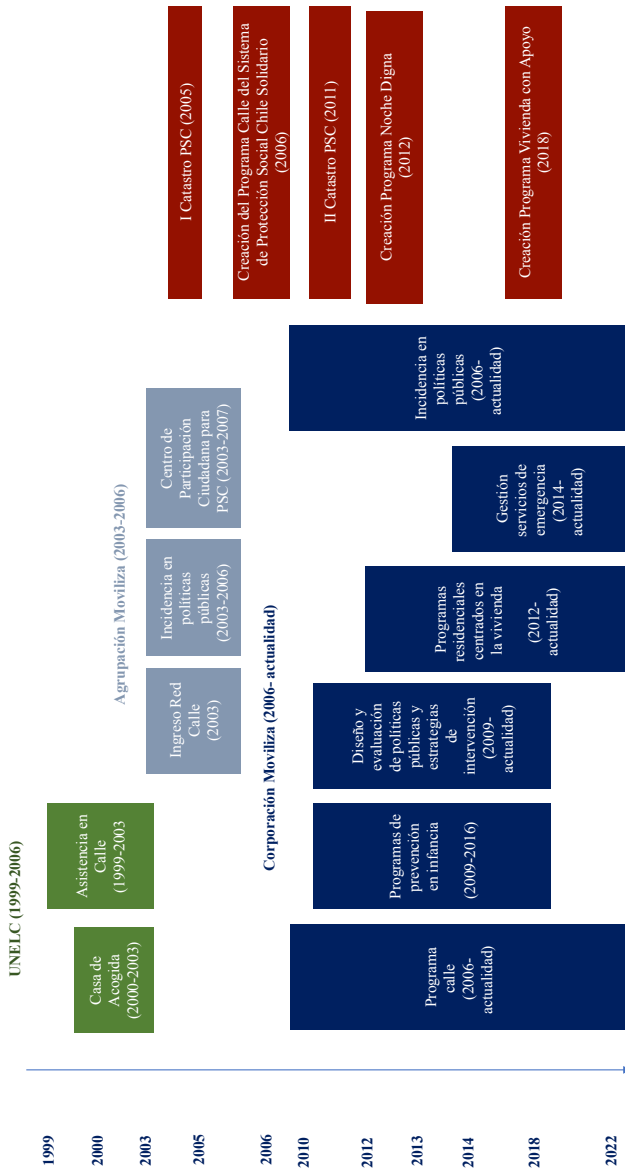 UNELC (1999-2006)
Asistencia en
Calle
(1999-2003
Casa de
Acogida
(2000-2003)
Agrupación Moviliza (2003-2006)
Ingreso Red
Calle
(2003)
Incidencia en
políticas
públicas
(2003-2006)
Centro de
Participación
Ciudadana para
PSC (2003-2007)
Corporación Moviliza (2006- actualidad)
Programa
calle
(2006-
actualidad)
Programas de
prevención
en infancia
(2009-2016)
Diseño y
evaluación
de políticas
públicas y
estrategias
de
intervención
(2009-
actualidad)
Programas
residenciales
centrados en
la vivienda
(2012-
actualidad)
Gestión
servicios de
emergencia
(2014-
actualidad)
Incidencia en
políticas
públicas
(2006-
actualidad)
I Catastro PSC (2005)
Creación del Programa Calle del Sistema
de Protección Social Chile Solidario
(2006)
II Catastro PSC (2011)
Creación Programa Noche Digna
(2012)
Creación Programa Vivienda con Apoyo
(2018)
1999
2000
2003
2005
2006
2010
2012
2013
2014
2018
2022